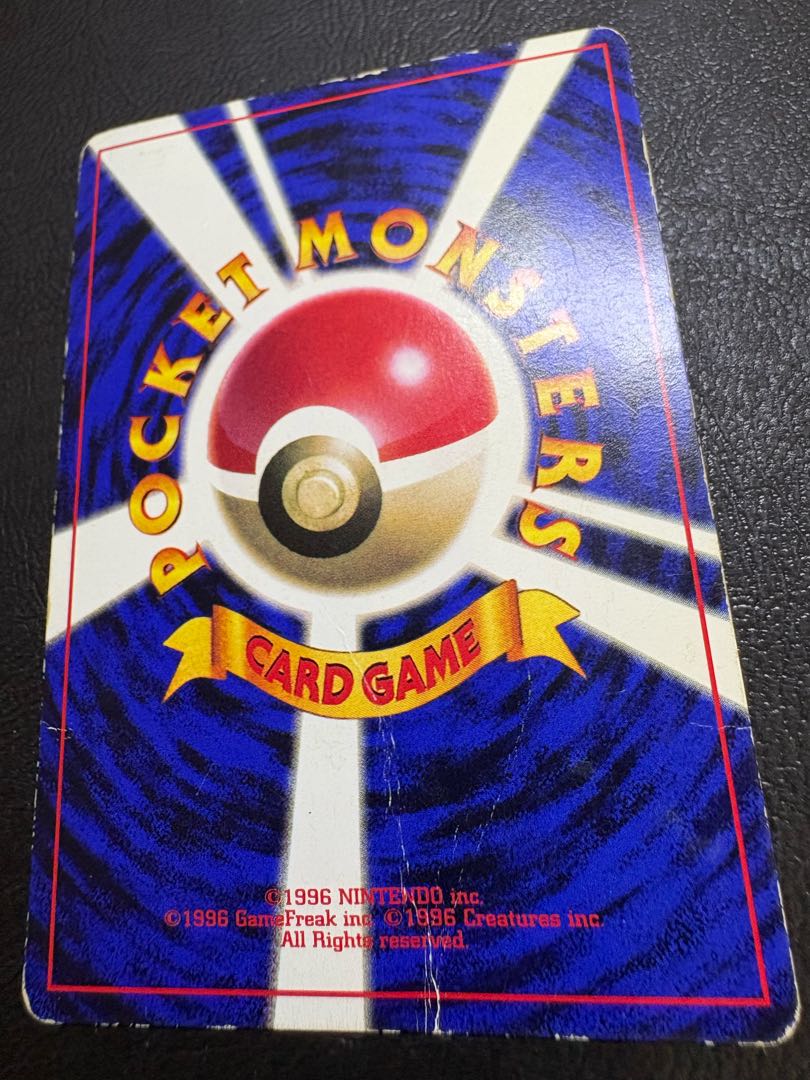 POCKET MONSTERS
CARD GAME
©1996 NINTENDO inc.
©1996 GameFreak inc. ©1996 Creatures inc.
All Rights reserved.